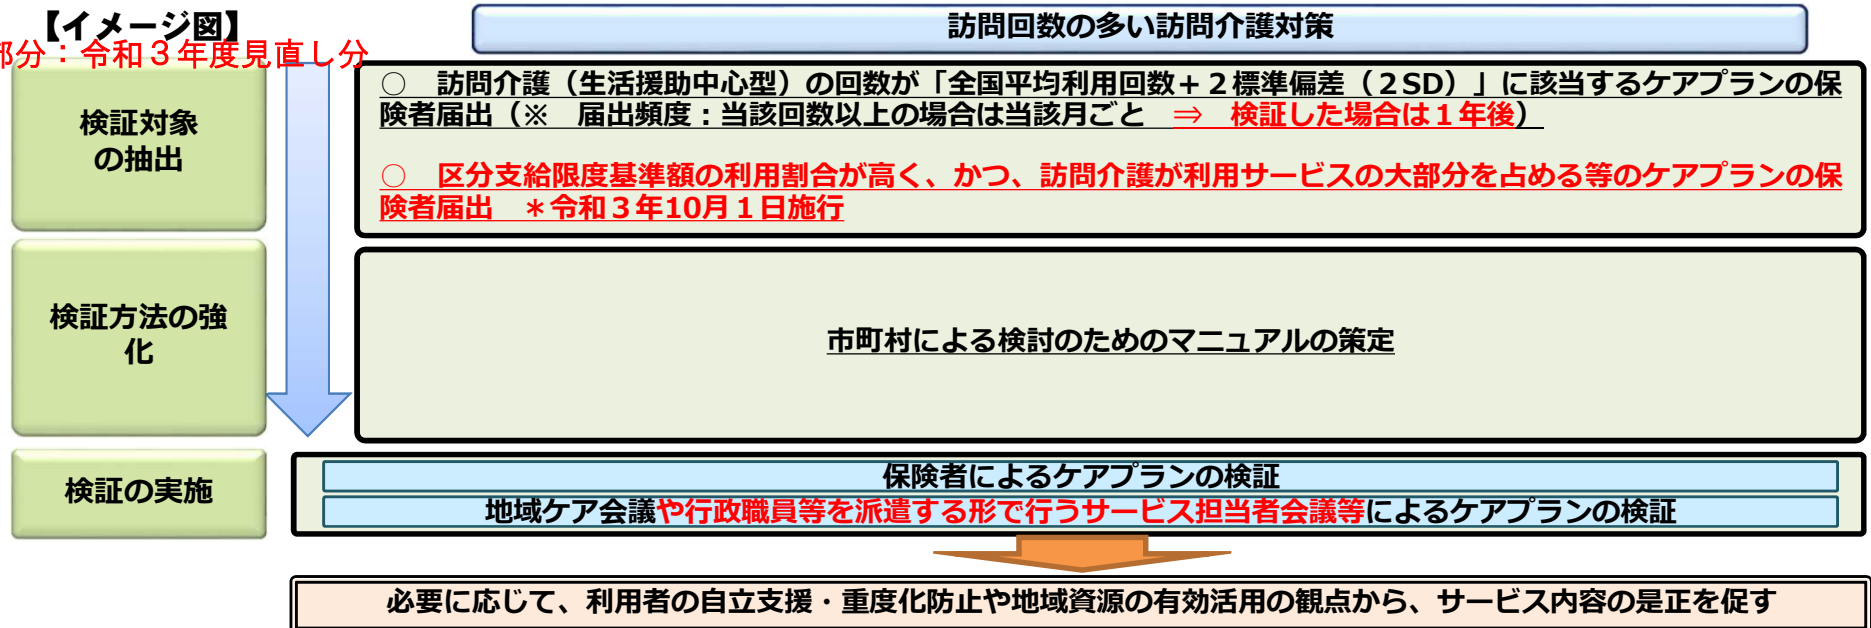 【イメージ図】
部分：令和３年度見直し分
訪問回数の多い訪問介護対策
検証対象
の抽出
○　訪問介護（生活援助中心型）の回数が「全国平均利用回数＋２標準偏差（２SD）」に該当するケアプランの保
険者届出（※　届出頻度：当該回数以上の場合は当該月ごと　⇒　検証した場合は１年後）
○　区分支給限度基準額の利用割合が高く、かつ、訪問介護が利用サービスの大部分を占める等のケアプランの保
険者届出　＊令和３年10月１日施行
検証方法の強
化
市町村による検討のためのマニュアルの策定
検証の実施
保険者によるケアプランの検証
地域ケア会議や行政職員等を派遣する形で行うサービス担当者会議等によるケアプランの検証
必要に応じて、利用者の自立支援・重度化防止や地域資源の有効活用の観点から、サービス内容の是正を促す